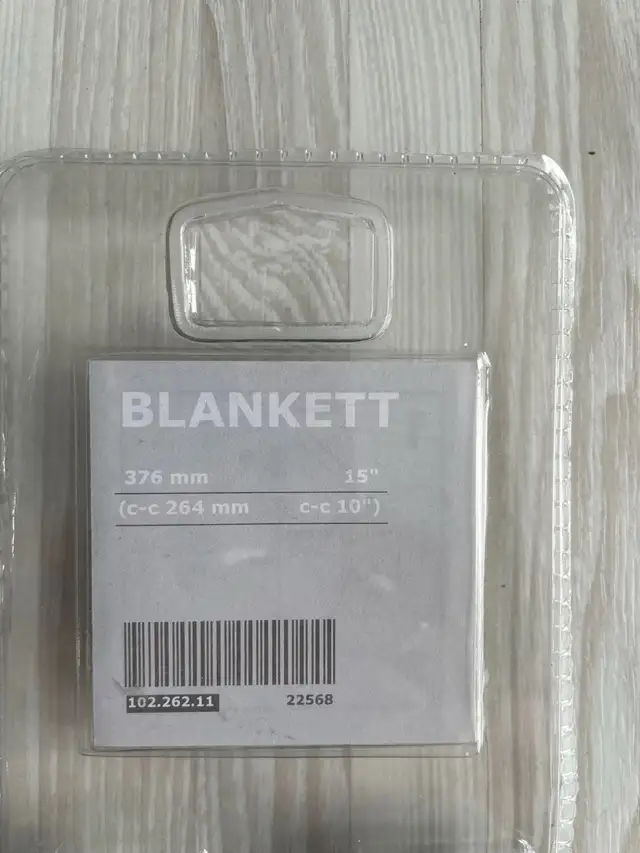 BLANKETT
376 mm 15"
(c-c 264 mm c-c 10")
102.262.11 22568